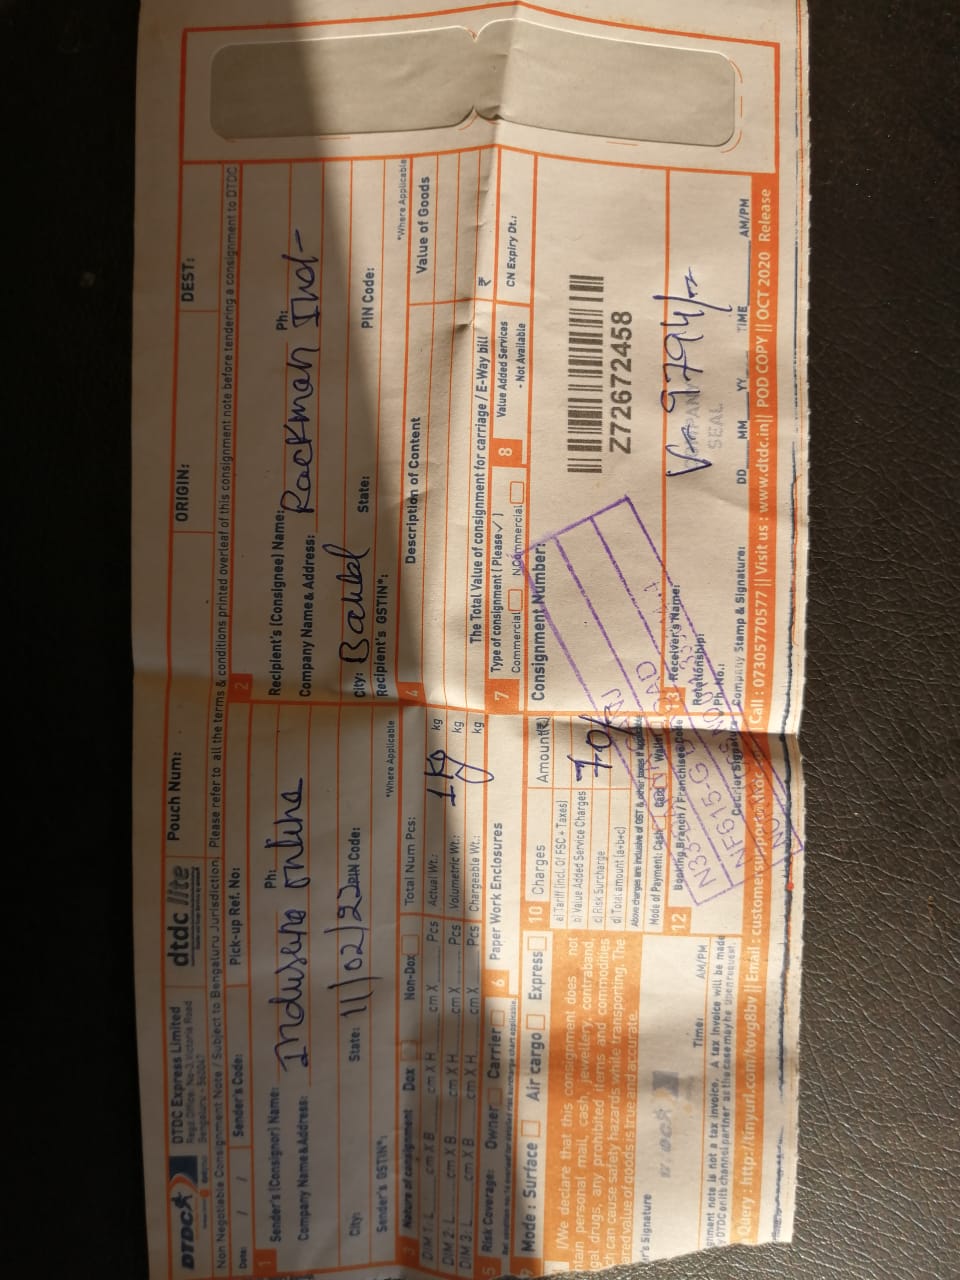 DTDC
DTDC Express Limited
Regd. Office: No-3, Victoria Road
Bengaluru - 560047
dtdc lite
Pouch Num:
ORIGIN:
DEST:
Non Negotiable Consignment Note / Subject to Bengaluru Jurisdiction. Please refer to all the terms & conditions printed overleaf of this consignment note before tendering a consignment to DTDC
Date: / /
Sender's Code:
Pick-up Ref. No:
1 Sender's (Consignor) Name:
Ph:
Company Name & Address:
Induserve online
City:
State:
11/02/22
PIN Code:
Sender's GSTIN*:
*Where Applicable
2 Recipient's (Consignee) Name:
Ph:
Company Name & Address:
Rockman Ind-
City:
State:
PIN Code:
Recipient's GSTIN*:
*Where Applicable
3 Nature of consignment Dox Non-Dox Total Num Pcs:
DIM 1: L cm X B cm X H cm X Pcs Actual Wt.: 1 kg kg
DIM 2: L cm X B cm X H cm X Pcs Volumetric Wt.: kg
DIM 3: L cm X B cm X H cm X Pcs Chargeable Wt.: kg
4 Description of Content
Value of Goods
The Total Value of consignment for carriage / E-Way bill ₹
5 Risk Coverage: Owner Carrier
6 Paper Work Enclosures
7 Type of consignment (Please ✓)
Commercial NCommercial
8 Value Added Services
- Not Available
CN Expiry Dt.:
9 Mode: Surface Air cargo Express
I/We declare that this consignment does not
contain personal mail, cash, jewellery, contraband,
illegal drugs, any prohibited items and commodities
which can cause safety hazards while transporting. The
declared value of goods is true and accurate.
10 Charges
Amount(₹)
a) Tariff (incl. Of FSC + Taxes)
b) Value Added Service Charges
c) Risk Surcharge
d) Total amount (a+b+c)
70/
Above charges are inclusive of GST & other taxes if applicable
Mode of Payment: Cash Card Wallet
Consignment Number:
Z72672458
Sender's Signature
Time: AM/PM
12 Booking Branch / Franchisee Code
Courier Signature
13 Receiver's Name:
Relationship:
Ph. No.:
Company Stamp & Signature:
9794/
COMPANY
SEAL
DD MM YY TIME AM/PM
consignment note is not a tax invoice. A tax invoice will be made
by DTDC or its channel partner as the case may be upon request.
Query : http://tinyurl.com/tovg8bv || Email : customersupport@dtdc.com || Call : 07305770577 || Visit us : www.dtdc.in || POD COPY || OCT 2020 Release